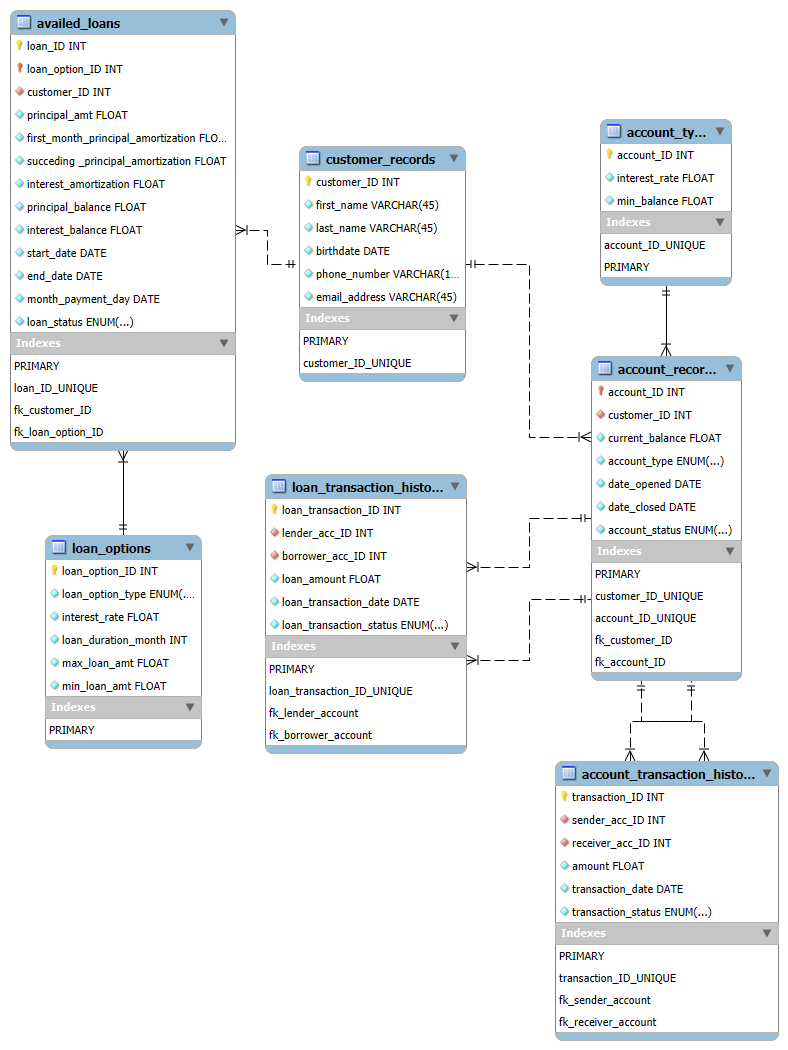 availed_loans
loan_ID INT
loan_option_ID INT
customer_ID INT
principal_amt FLOAT
first_month_principal_amortization FLO...
succeding _principal_amortization FLOAT
interest_amortization FLOAT
principal_balance FLOAT
interest_balance FLOAT
start_date DATE
end_date DATE
month_payment_day DATE
loan_status ENUM(...)
Indexes
PRIMARY
loan_ID_UNIQUE
fk_customer_ID
fk_loan_option_ID
customer_records
customer_ID INT
first_name VARCHAR(45)
last_name VARCHAR(45)
birthdate DATE
phone_number VARCHAR(1...
email_address VARCHAR(45)
Indexes
PRIMARY
customer_ID_UNIQUE
account_ty...
account_ID INT
interest_rate FLOAT
min_balance FLOAT
Indexes
account_ID_UNIQUE
PRIMARY
account_recor...
account_ID INT
customer_ID INT
current_balance FLOAT
account_type ENUM(...)
date_opened DATE
date_closed DATE
account_status ENUM(...)
Indexes
PRIMARY
customer_ID_UNIQUE
account_ID_UNIQUE
fk_customer_ID
fk_account_ID
loan_transaction_histo...
loan_transaction_ID INT
lender_acc_ID INT
borrower_acc_ID INT
loan_amount FLOAT
loan_transaction_date DATE
loan_transaction_status ENUM(...)
Indexes
PRIMARY
loan_transaction_ID_UNIQUE
fk_lender_account
fk_borrower_account
loan_options
loan_option_ID INT
loan_option_type ENUM(....
interest_rate FLOAT
loan_duration_month INT
max_loan_amt FLOAT
min_loan_amt FLOAT
Indexes
PRIMARY
account_transaction_histo...
transaction_ID INT
sender_acc_ID INT
receiver_acc_ID INT
amount FLOAT
transaction_date DATE
transaction_status ENUM(...)
Indexes
PRIMARY
transaction_ID_UNIQUE
fk_sender_account
fk_receiver_account